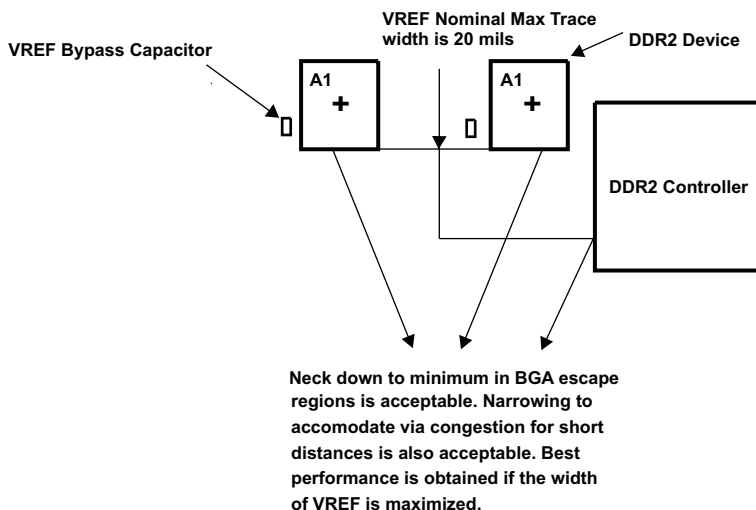 VREF Nominal Max Trace
width is 20 mils
VREF Bypass Capacitor
DDR2 Device
A1
+
A1
+
DDR2 Controller
Neck down to minimum in BGA escape
regions is acceptable. Narrowing to
accomodate via congestion for short
distances is also acceptable. Best
performance is obtained if the width
of VREF is maximized.